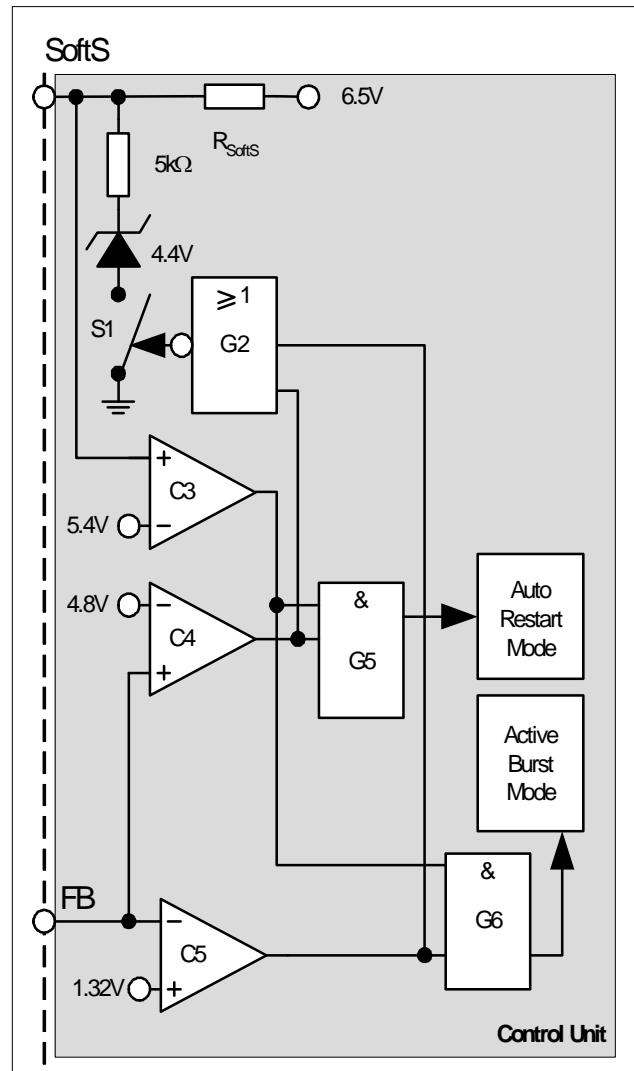 SoftS
6.5V
RSoftS
5kΩ
4.4V
≥1
S1
G2
+
C3
5.4V
−
4.8V
−
&
C4
G5
+
Auto
Restart
Mode
Active
Burst
Mode
FB
&
−
G6
C5
1.32V
+
Control Unit